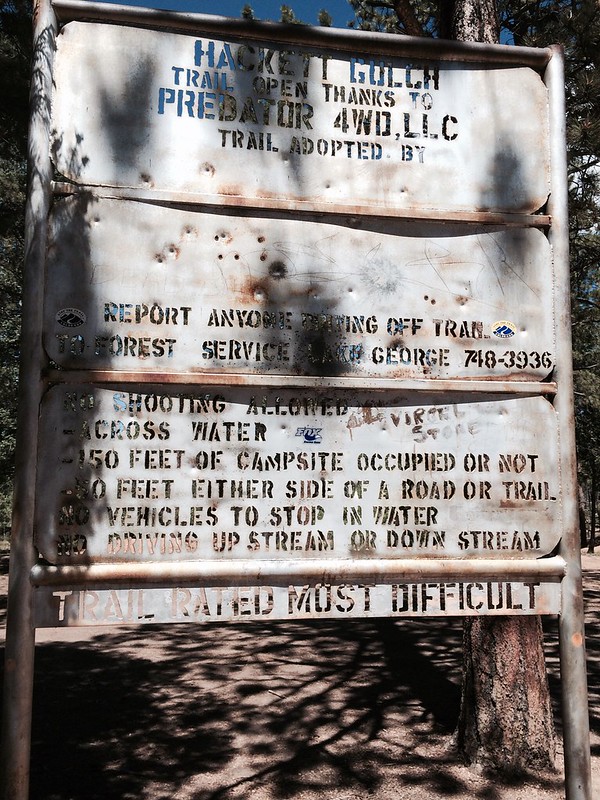 HACKETT GULCH
TRAIL OPEN THANKS TO
PREDATOR 4WD,LLC
TRAIL ADOPTED BY
REPORT ANYONE DRIVING OFF TRAIL
TO FOREST SERVICE LAKE GEORGE 748-3936
NO SHOOTING ALLOWED
-ACROSS WATER
FOX
-150 FEET OF CAMPSITE OCCUPIED OR NOT
-50 FEET EITHER SIDE OF A ROAD OR TRAIL
NO VEHICLES TO STOP IN WATER
NO DRIVING UP STREAM OR DOWN STREAM
TRAIL RATED MOST DIFFICULT